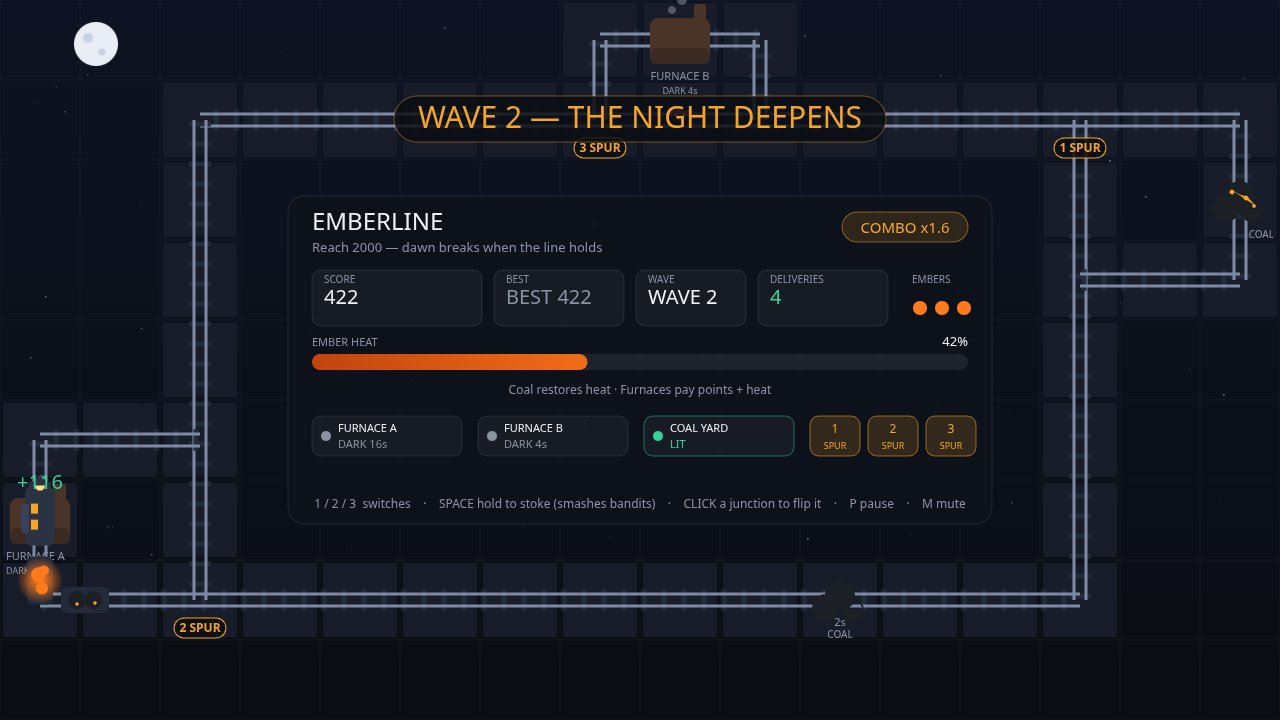 FURNACE B
DARK 4s
WAVE 2 — THE NIGHT DEEPENS
3 SPUR
1 SPUR
COAL
EMBERLINE
COMBO x1.6
Reach 2000 — dawn breaks when the line holds
SCORE
422
BEST
BEST 422
WAVE
WAVE 2
DELIVERIES
4
EMBERS
EMBER HEAT
42%
Coal restores heat · Furnaces pay points + heat
FURNACE A
DARK 16s
FURNACE B
DARK 4s
COAL YARD
LIT
1
SPUR
2
SPUR
3
SPUR
1 / 2 / 3 switches · SPACE hold to stoke (smashes bandits) · CLICK a junction to flip it · P pause · M mute
+116
FURNACE A
DARK
2s
COAL
2 SPUR